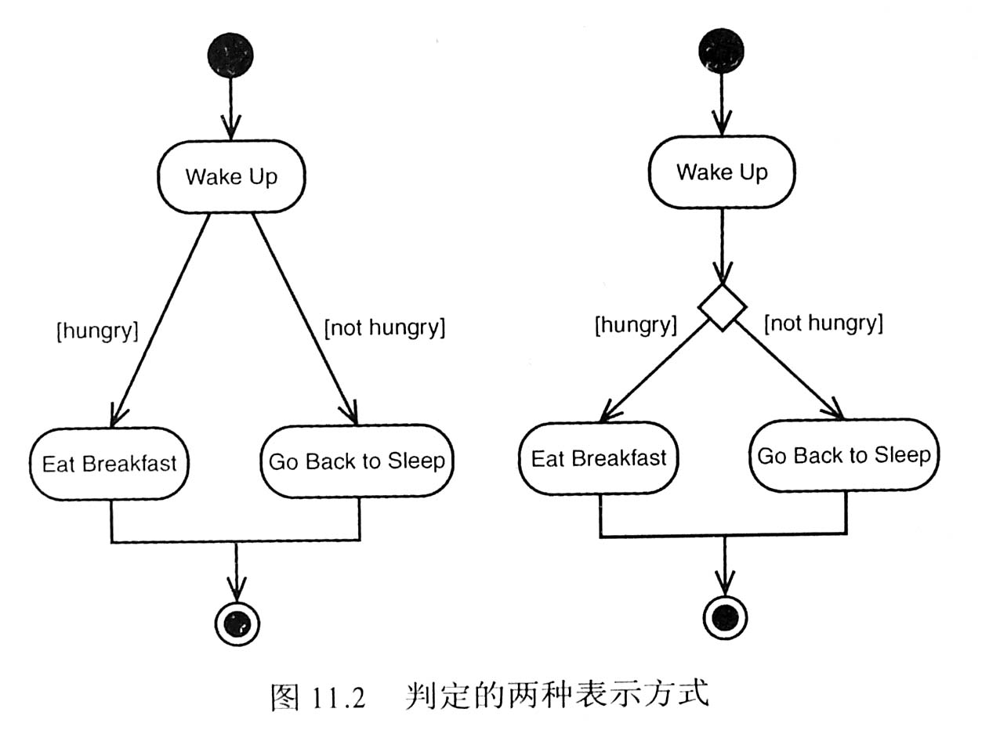 Wake Up
[hungry]
[not hungry]
Eat Breakfast
Go Back to Sleep
Wake Up
[hungry]
[not hungry]
Eat Breakfast
Go Back to Sleep
图 11.2 判定的两种表示方式